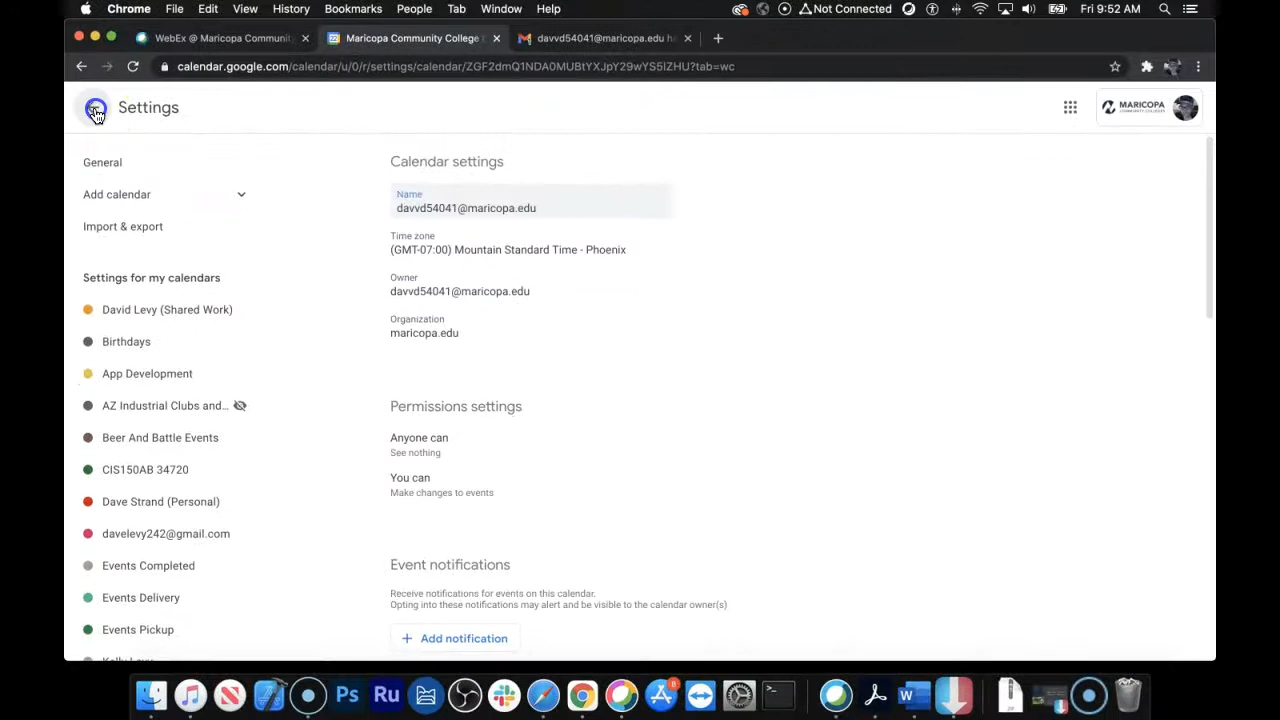 Chrome File Edit View History Bookmarks People Tab Window Help Not Connected Fri 9:52 AM
WebEx @ Maricopa Communit × Maricopa Community College × davvd54041@maricopa.edu ha × +
calendar.google.com/calendar/u/0/r/settings/calendar/ZGF2dmQ1NDA0MUBtYXJpY29wYS5lZHU?tab=wc
Settings
MARICOPA
COMMUNITY COLLEGES
General
Add calendar
Import & export
Settings for my calendars
David Levy (Shared Work)
Birthdays
App Development
AZ Industrial Clubs and…
Beer And Battle Events
CIS150AB 34720
Dave Strand (Personal)
davelevy242@gmail.com
Events Completed
Events Delivery
Events Pickup
Calendar settings
Name
davvd54041@maricopa.edu
Time zone
(GMT-07:00) Mountain Standard Time - Phoenix
Owner
davvd54041@maricopa.edu
Organization
maricopa.edu
Permissions settings
Anyone can
See nothing
You can
Make changes to events
Event notifications
Receive notifications for events on this calendar.
Opting into these notifications may alert and be visible to the calendar owner(s)
+ Add notification
Ps Ru W
8